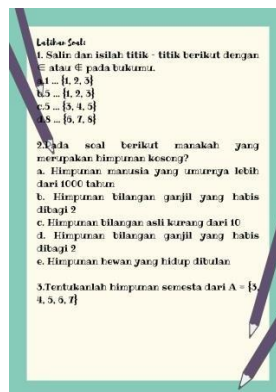 Latihan Soal:
1. Salin dan isilah titik - titik berikut dengan
∈ atau ∉ pada bukumu.
a.1 ... {1, 2, 3}
b.5 ... {1, 2, 3}
c.5 ... {3, 4, 5}
d.8 ... {6, 7, 8}
2.Pada soal berikut manakah yang
merupakan himpunan kosong?
a. Himpunan manusia yang umurnya lebih
dari 1000 tahun
b. Himpunan bilangan ganjil yang habis
dibagi 2
c. Himpunan bilangan asli kurang dari 10
d. Himpunan bilangan ganjil yang habis
dibagi 2
e. Himpunan hewan yang hidup dibulan
3.Tentukanlah himpunan semesta dari A = {3,
4, 5, 6, 7}